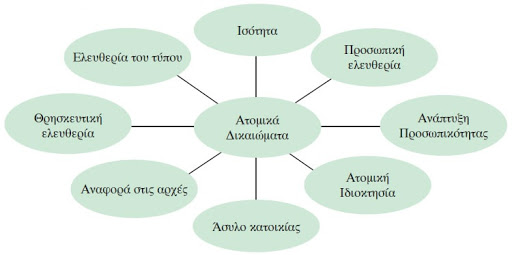 Ισότητα
Ελευθερία του τύπου
Προσωπική
ελευθερία
Θρησκευτική
ελευθερία
Ατομικά
Δικαιώματα
Ανάπτυξη
Προσωπικότητας
Αναφορά στις αρχές
Ατομική
Ιδιοκτησία
Άσυλο κατοικίας